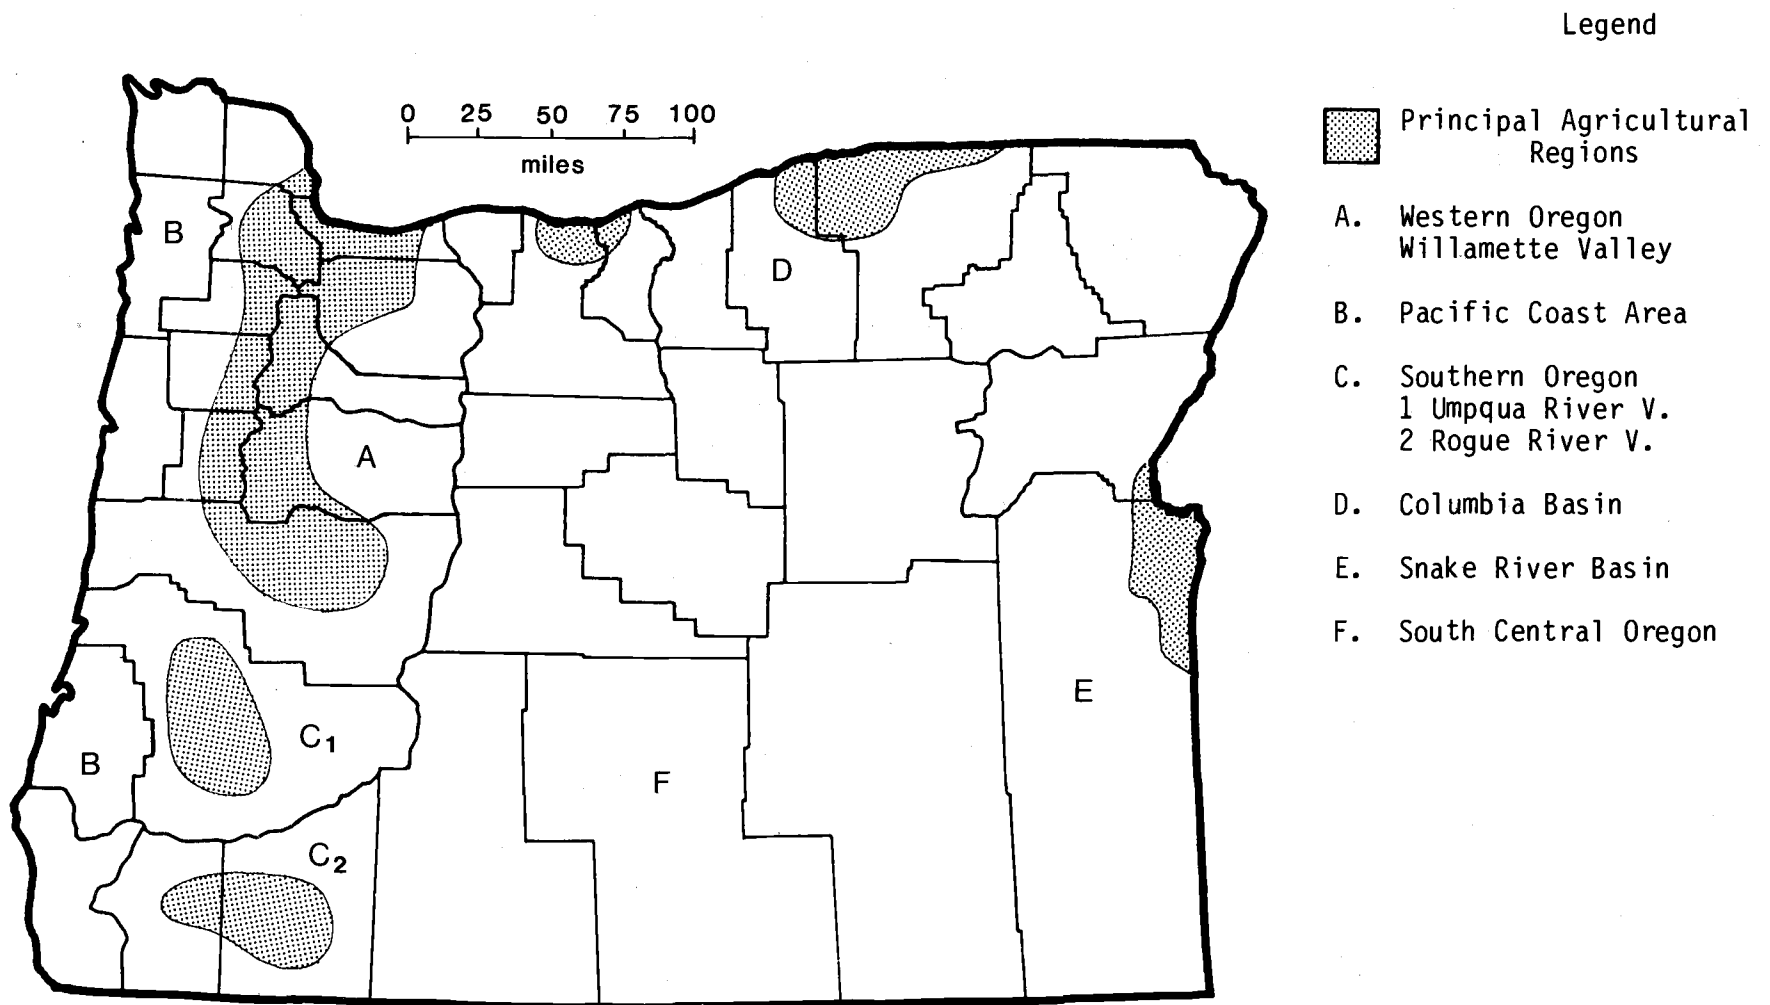 Legend
0 25 50 75 100
miles
Principal Agricultural
Regions
A. Western Oregon
Willamette Valley
B. Pacific Coast Area
C. Southern Oregon
1 Umpqua River V.
2 Rogue River V.
D. Columbia Basin
E. Snake River Basin
F. South Central Oregon
B
D
A
E
C1
B
F
C2